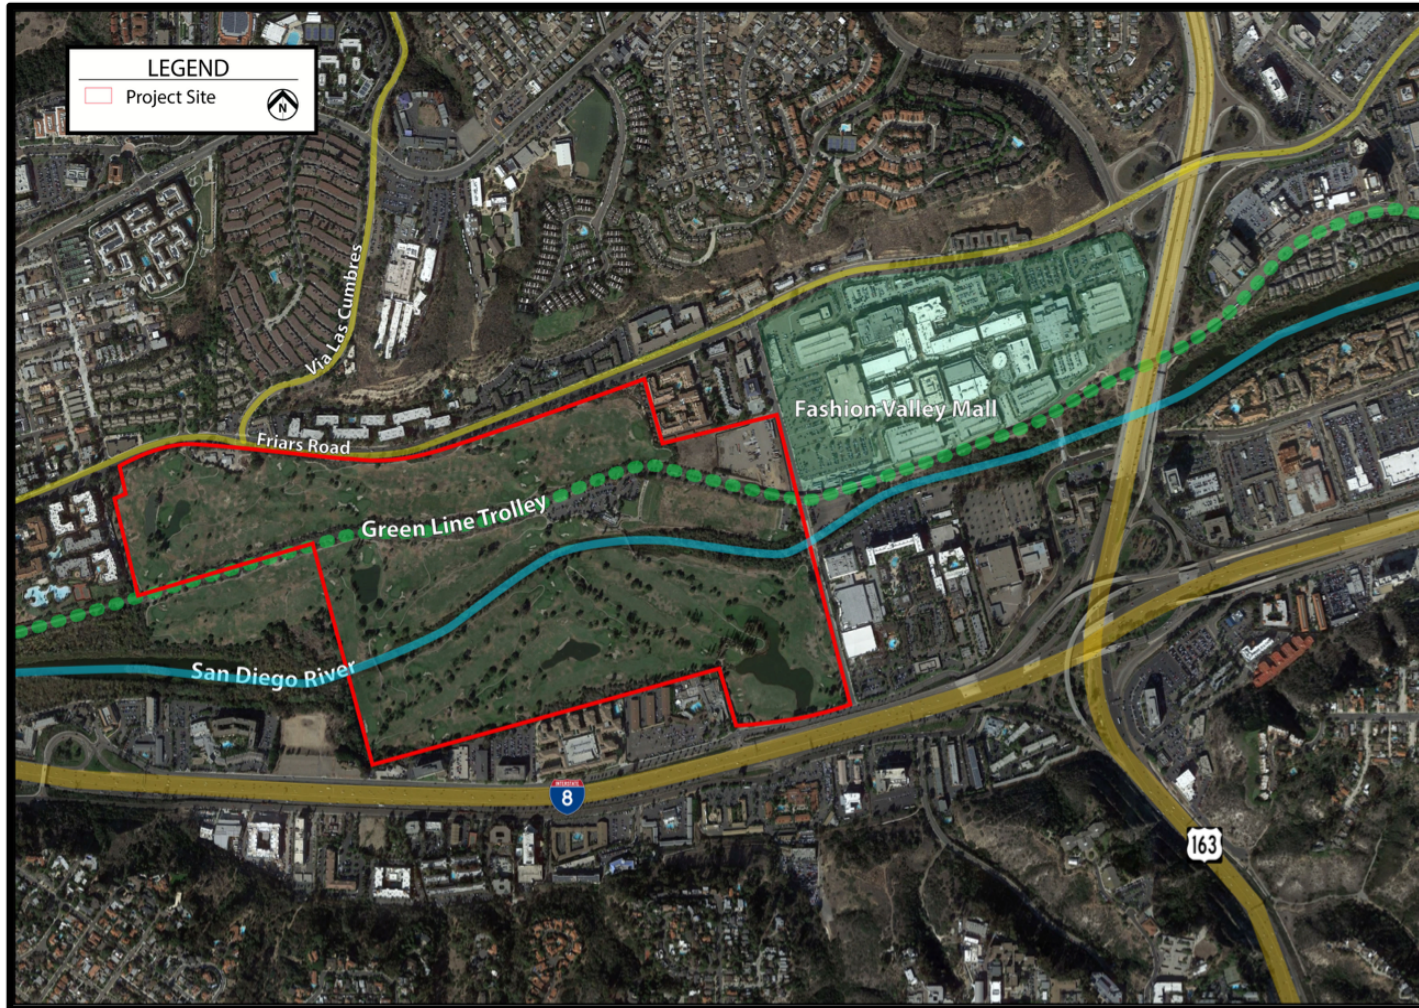 LEGEND
Project Site
N
Via Las Cumbres
Friars Road
Fashion Valley Mall
Green Line Trolley
San Diego River
INTERSTATE
8
163